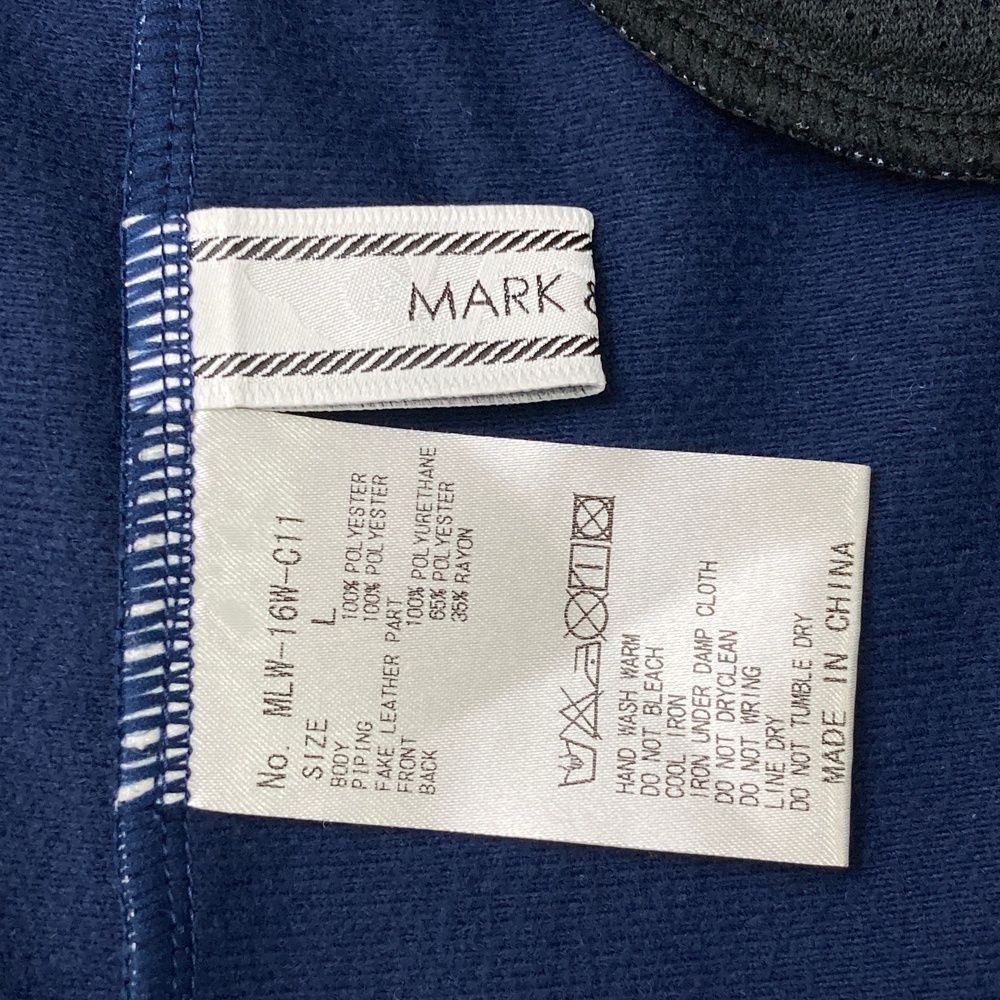 MARK &
No. MLW-16W-C11
SIZE L
BODY 100% POLYESTER
PIPING 100% POLYESTER
FAKE LEATHER PART
FRONT 100% POLYURETHANE
BACK 65% POLYESTER
35% RAYON
HAND WASH WARM
DO NOT BLEACH
COOL IRON
IRON UNDER DAMP CLOTH
DO NOT DRYCLEAN
DO NOT WRING
LINE DRY
DO NOT TUMBLE DRY
MADE IN CHINA